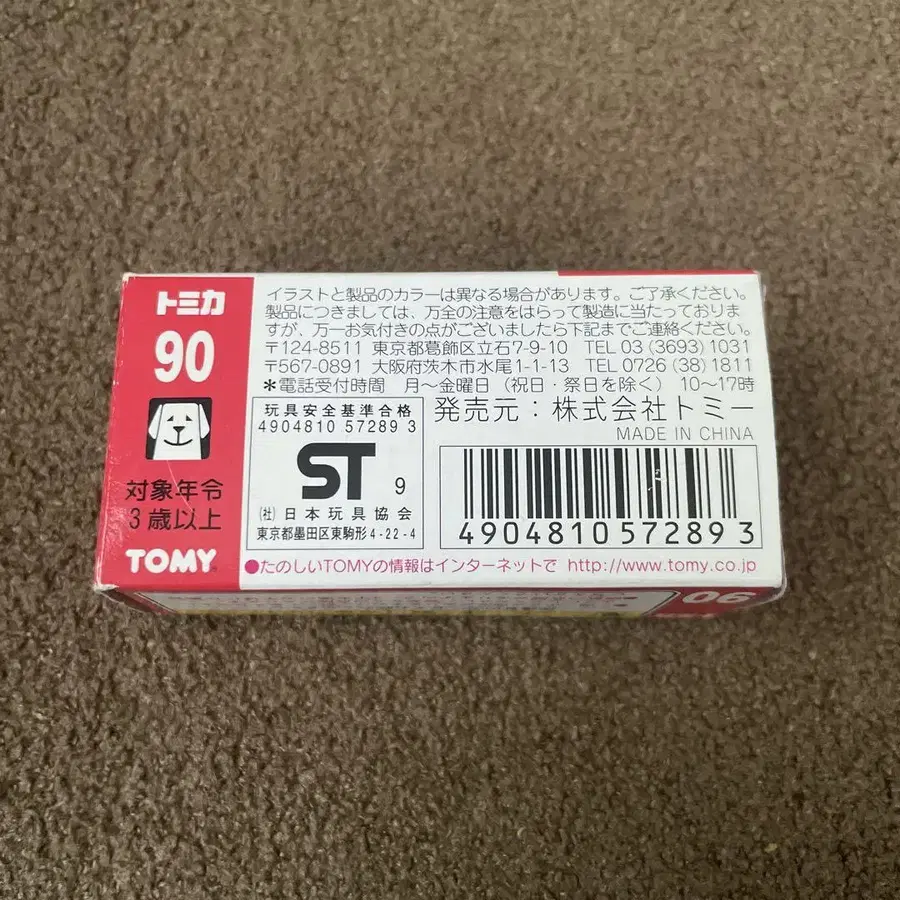 トミカ
90
対象年令
3歳以上
TOMY
イラストと製品のカラーは異なる場合があります。ご了承ください。
製品につきましては、万全の注意をはらって製造に当たっておりま
すが、万一お気付きの点がございましたら下記までご連絡ください。
〒124-8511 東京都葛飾区立石7-9-10 TEL 03 (3693) 1031
〒567-0891 大阪府茨木市水尾1-1-13 TEL 0726 (38) 1811
*電話受付時間 月〜金曜日(祝日・祭日を除く) 10〜17時
玩具安全基準合格
4904810 57289 3
ST 9
(社)日本玩具協会
東京都墨田区東駒形4-22-4
発売元:株式会社トミー
MADE IN CHINA
4904810572893
●たのしいTOMYの情報はインターネットで http://www.tomy.co.jp
90